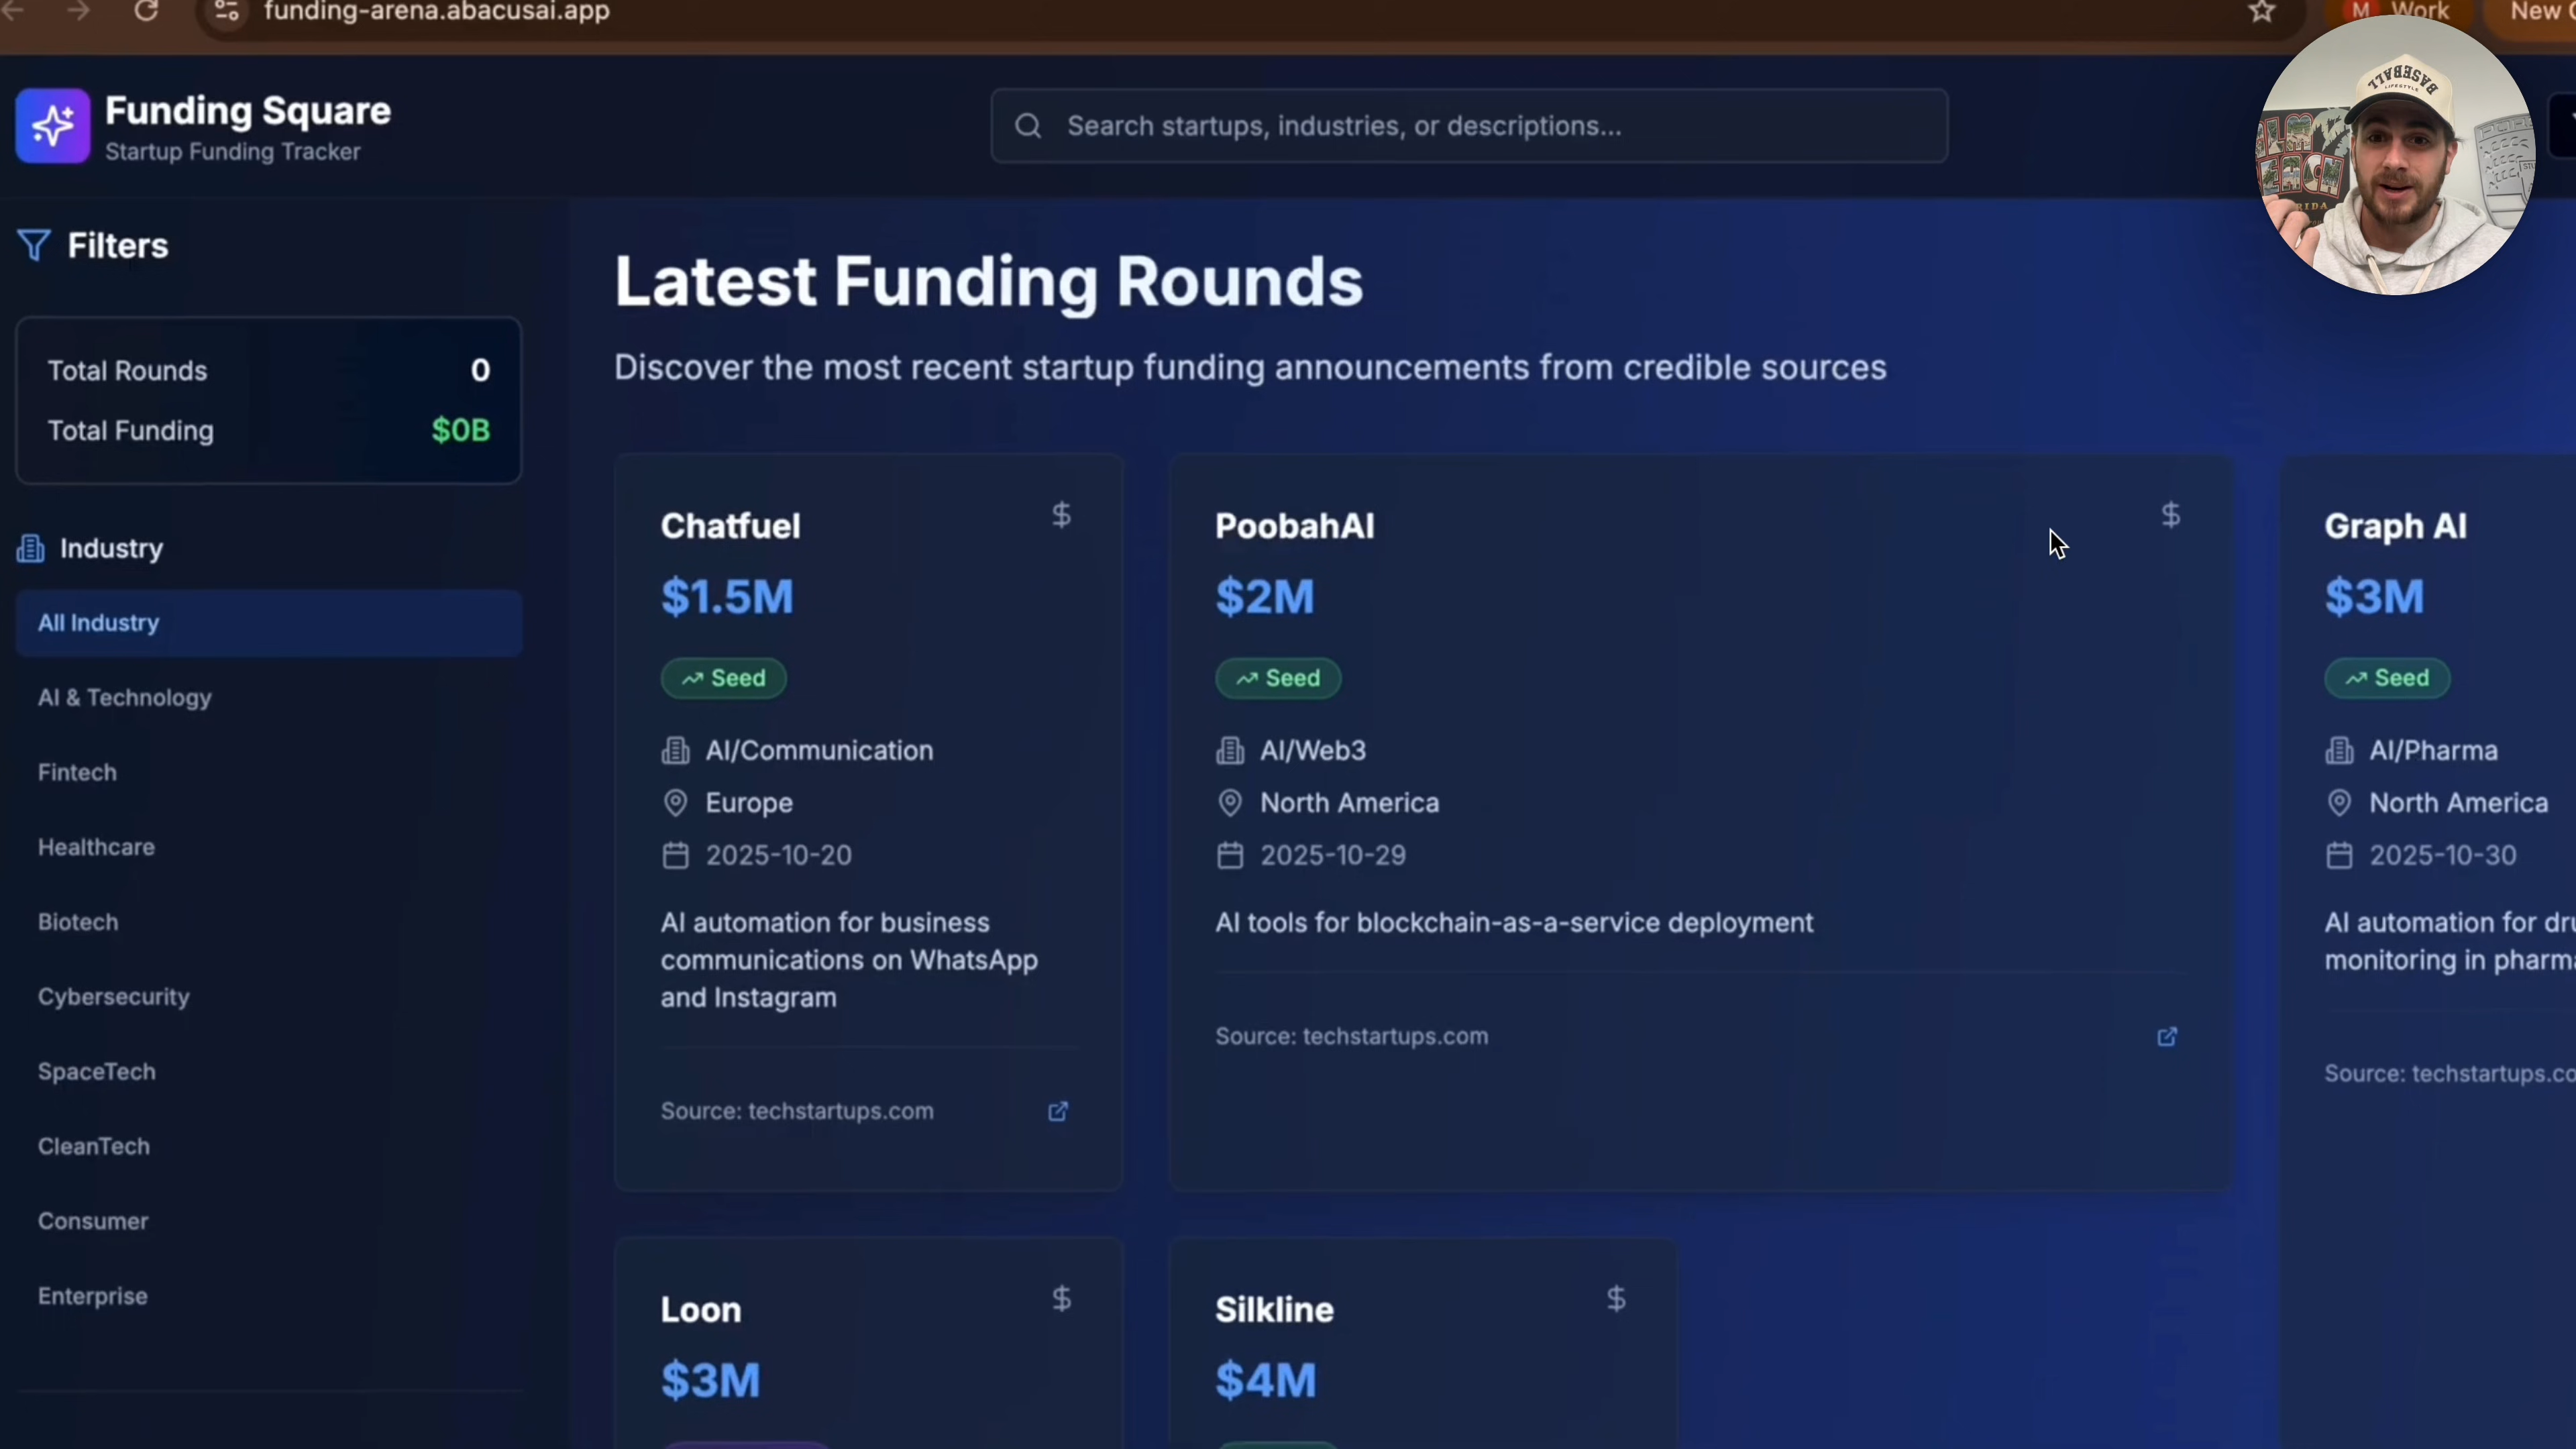 funding-arena.abacusai.app
M Work
New
Funding Square
Startup Funding Tracker
Search startups, industries, or descriptions...
BASEBALL
LIFESTYLE
Filters
Total Rounds 0
Total Funding $0B
Industry
All Industry
AI & Technology
Fintech
Healthcare
Biotech
Cybersecurity
SpaceTech
CleanTech
Consumer
Enterprise
Latest Funding Rounds
Discover the most recent startup funding announcements from credible sources
Chatfuel $
$1.5M
Seed
AI/Communication
Europe
2025-10-20
AI automation for business
communications on WhatsApp
and Instagram
Source: techstartups.com
PoobahAI $
$2M
Seed
AI/Web3
North America
2025-10-29
AI tools for blockchain-as-a-service deployment
Source: techstartups.com
Graph AI
$3M
Seed
AI/Pharma
North America
2025-10-30
AI automation for
monitoring in
Source:
Loon $
$3M
Silkline $
$4M